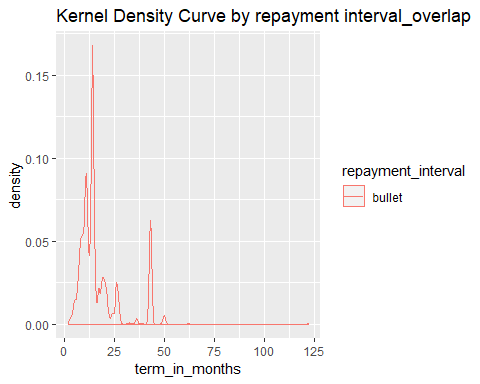 Kernel Density Curve by repayment interval_overlap
0.15
0.10
0.05
0.00
density
0
25
50
75
100
125
term_in_months
repayment_interval
bullet